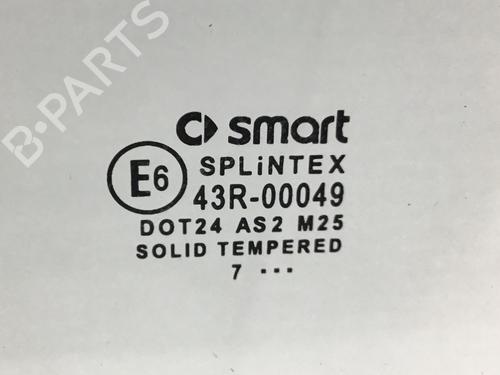 B-PARTS
smart
SPLiNTEX
E6
43R-00049
DOT24 AS2 M25
SOLID TEMPERED
7 ...